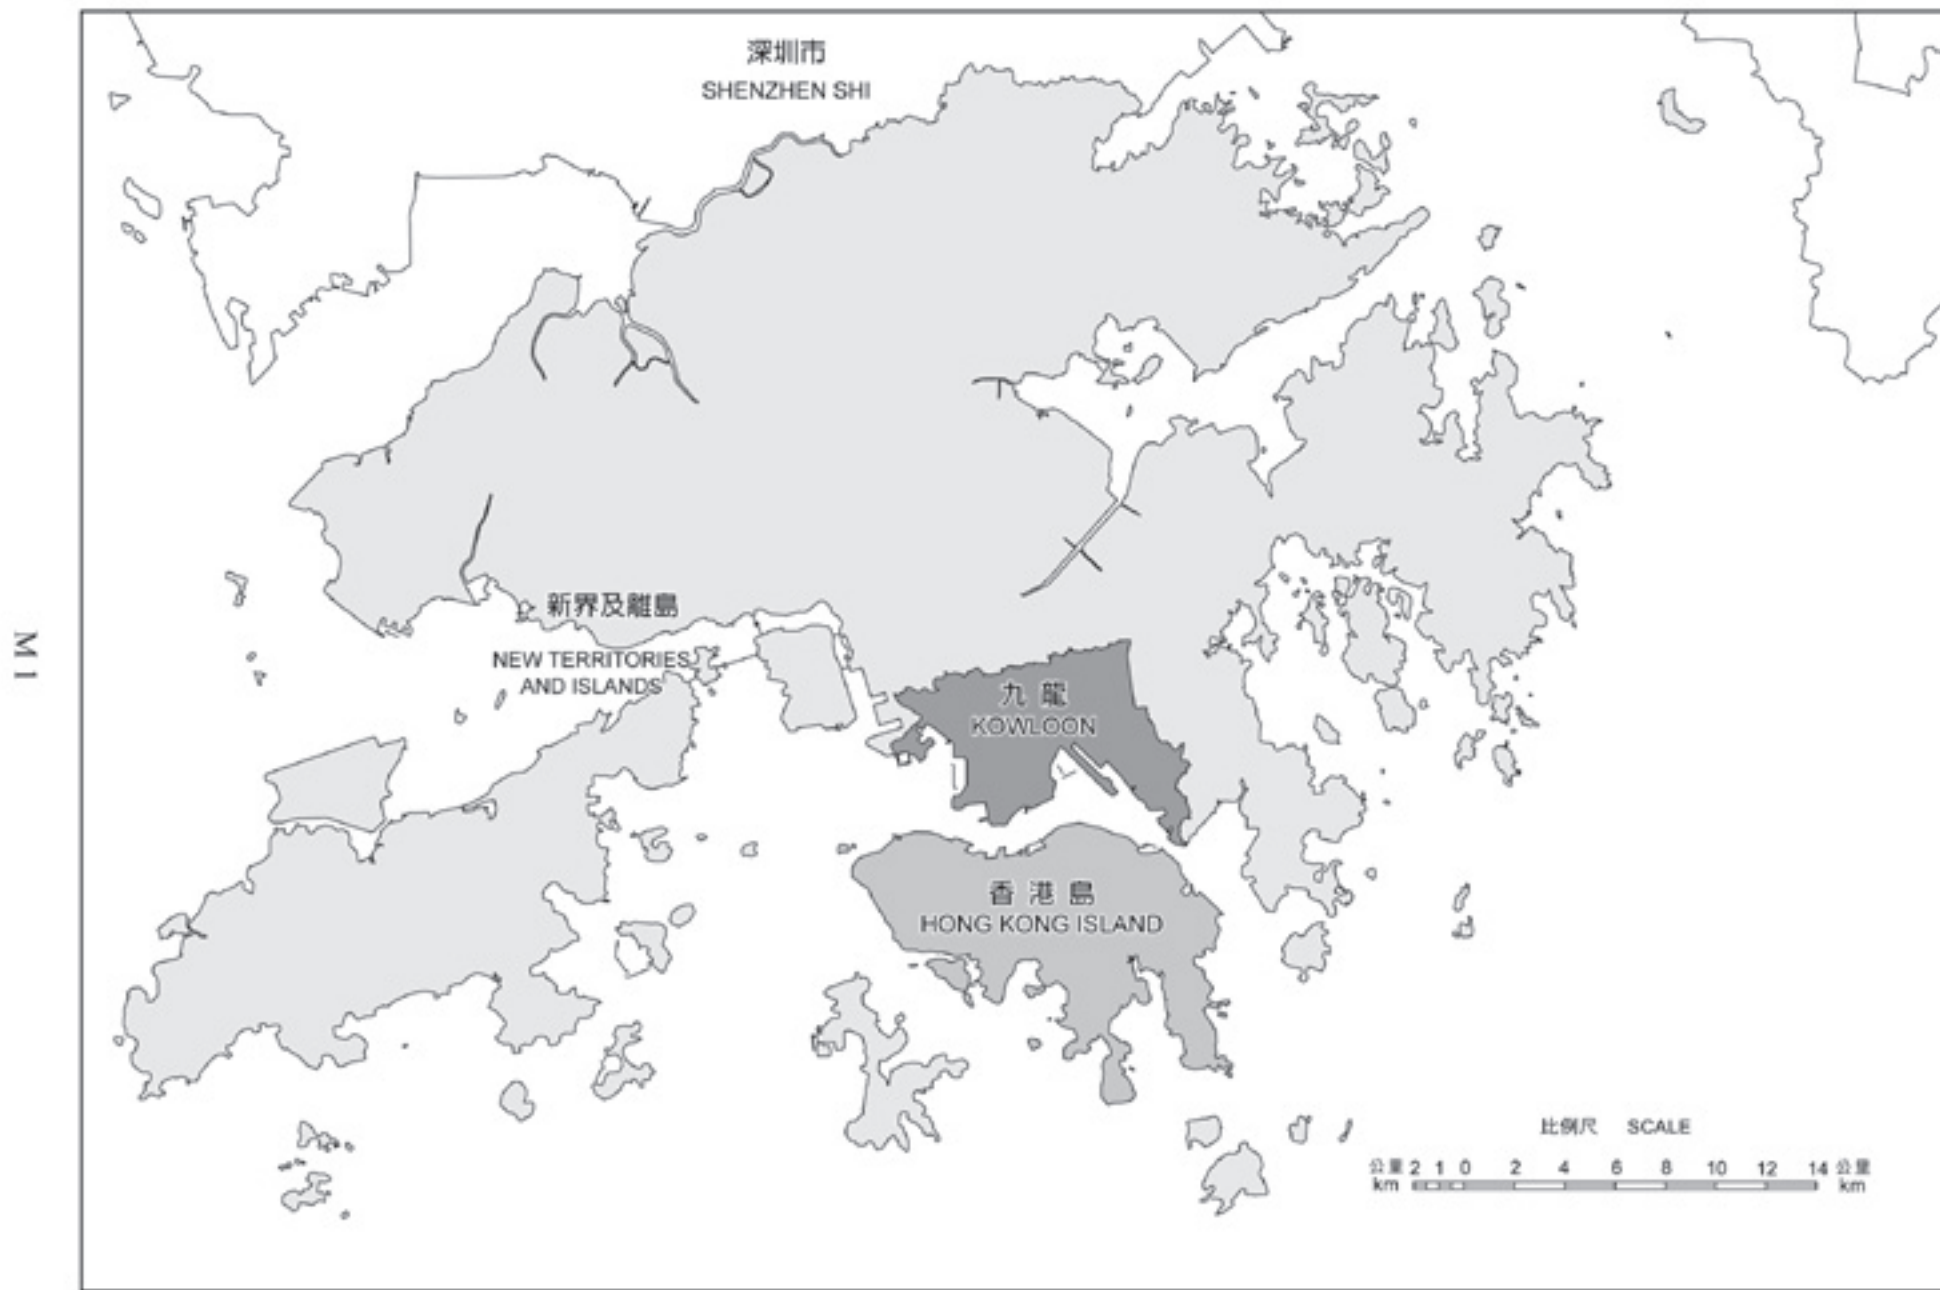 深圳市
SHENZHEN SHI
新界及離島
NEW TERRITORIES
AND ISLANDS
九龍
KOWLOON
香港島
HONG KONG ISLAND
M1
比例尺 SCALE
公里 2 1 0 2 4 6 8 10 12 14 公里
km km